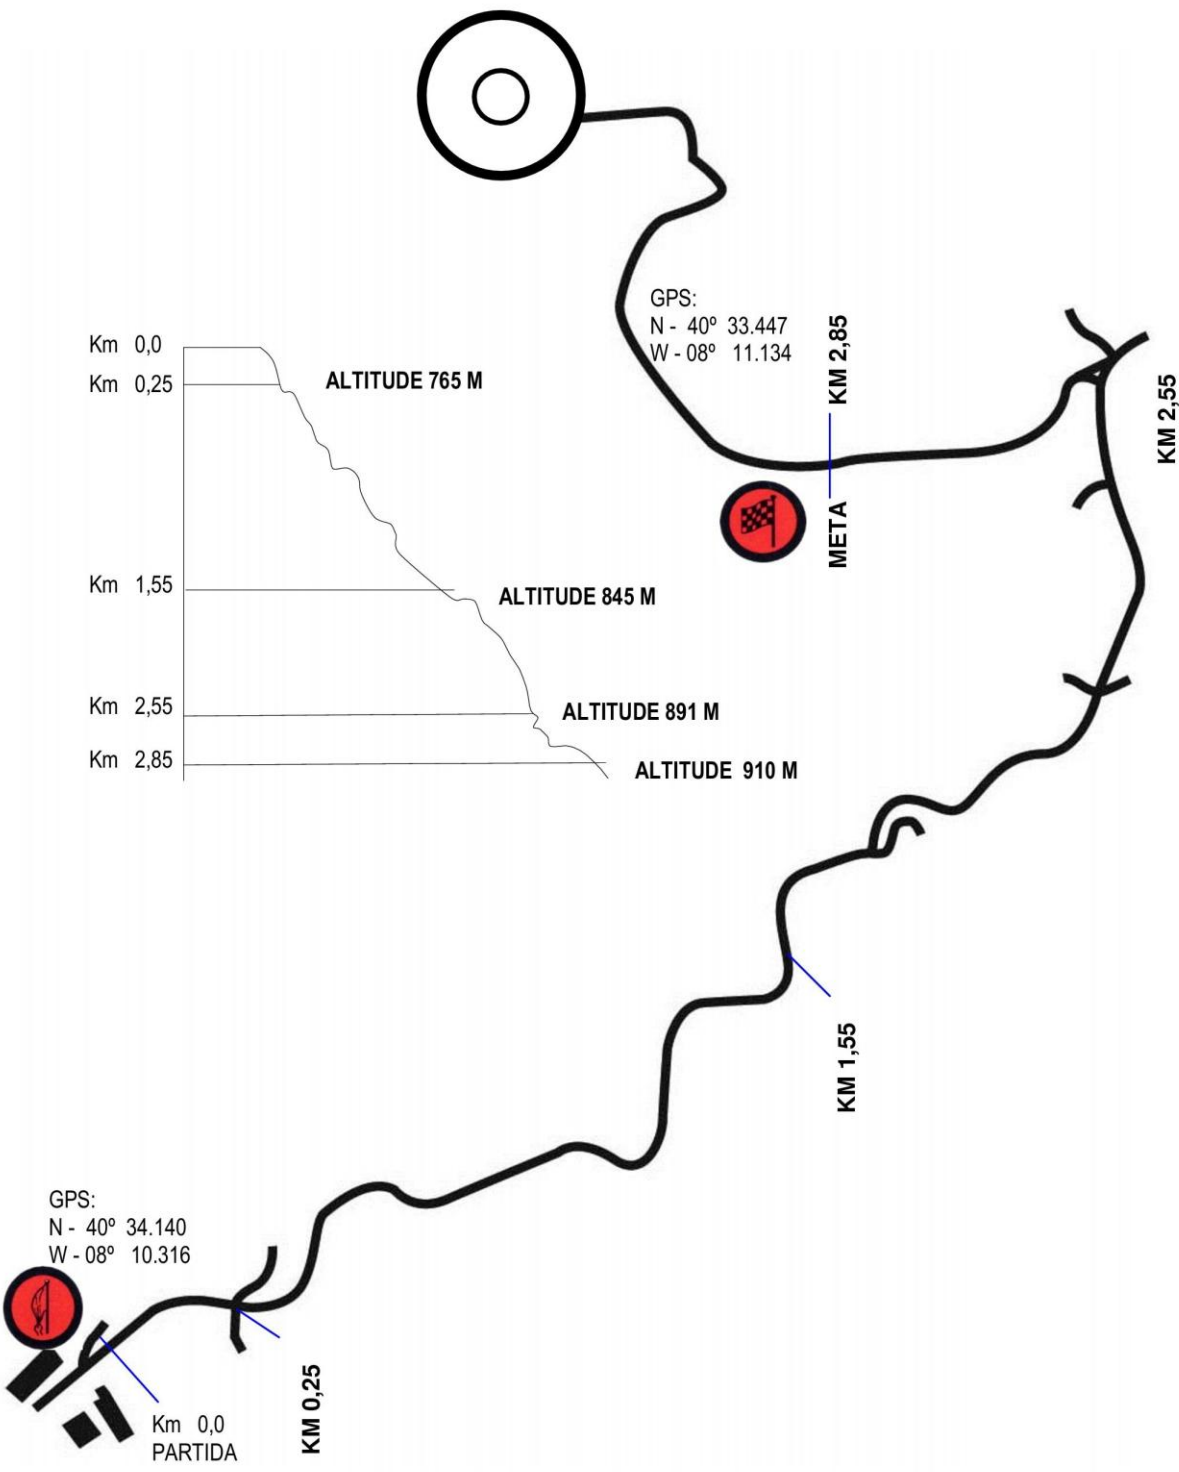 GPS:
N - 40º 33.447
W - 08º 11.134
KM 2,85
META
KM 2,55
Km 0,0
Km 0,25
ALTITUDE 765 M
Km 1,55
ALTITUDE 845 M
Km 2,55
ALTITUDE 891 M
Km 2,85
ALTITUDE 910 M
KM 1,55
GPS:
N - 40º 34.140
W - 08º 10.316
KM 0,25
Km 0,0
PARTIDA